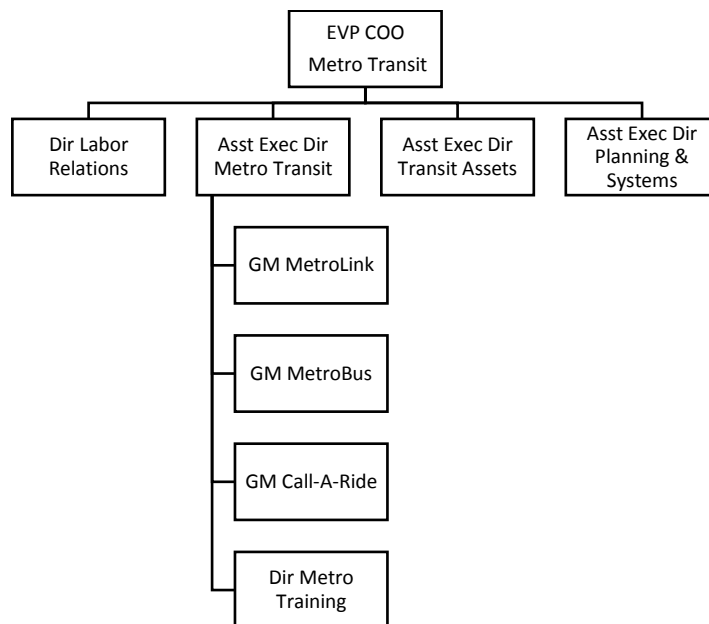 EVP COO
Metro Transit
Dir Labor
Relations
Asst Exec Dir
Metro Transit
Asst Exec Dir
Transit Assets
Asst Exec Dir
Planning &
Systems
GM MetroLink
GM MetroBus
GM Call-A-Ride
Dir Metro
Training